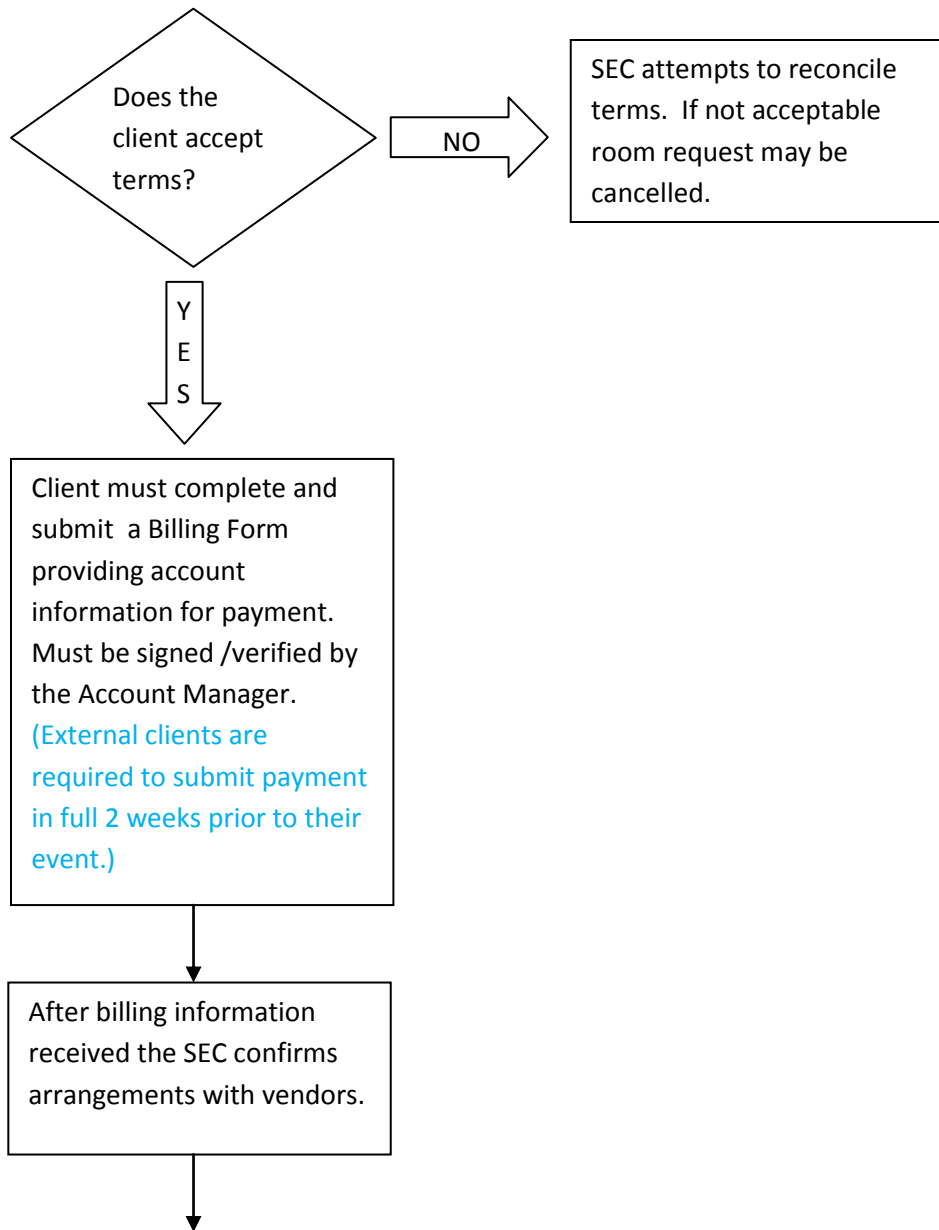 Does the
client accept
terms?
NO
SEC attempts to reconcile
terms.  If not acceptable
room request may be
cancelled.
Y
E
S
Client must complete and
submit  a Billing Form
providing account
information for payment.
Must be signed /verified by
the Account Manager.
(External clients are
required to submit payment
in full 2 weeks prior to their
event.)
After billing information
received the SEC confirms
arrangements with vendors.